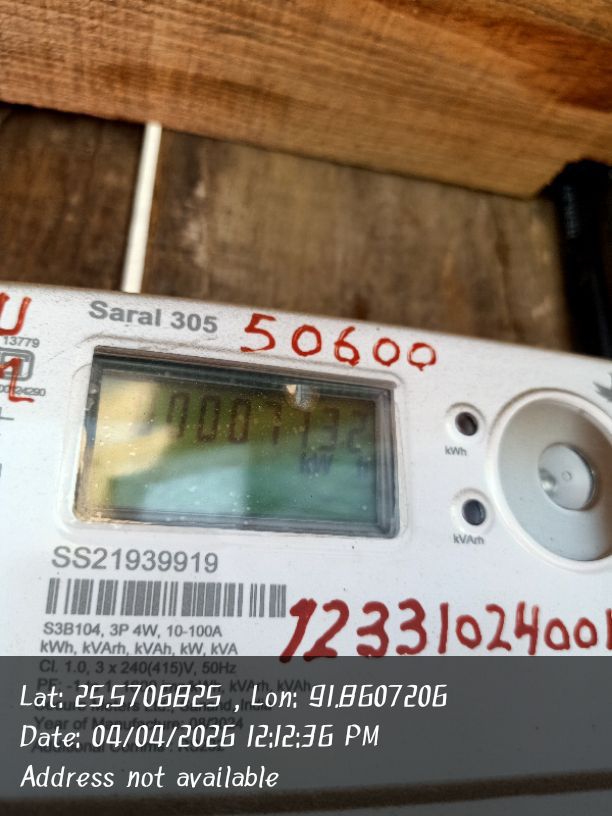 Saral 305 50600
U
13779
kWh
kW
kVArh
SS21939919
S3B104, 3P 4W, 10-100A
kWh, kVArh, kVAh, kW, kVA
Cl. 1.0, 3 x 240(415)V, 50Hz
12331024001
Lat: 25.5706825 , Lon: 91.8607206
Date: 04/04/2026 12:12:36 PM
Address not available